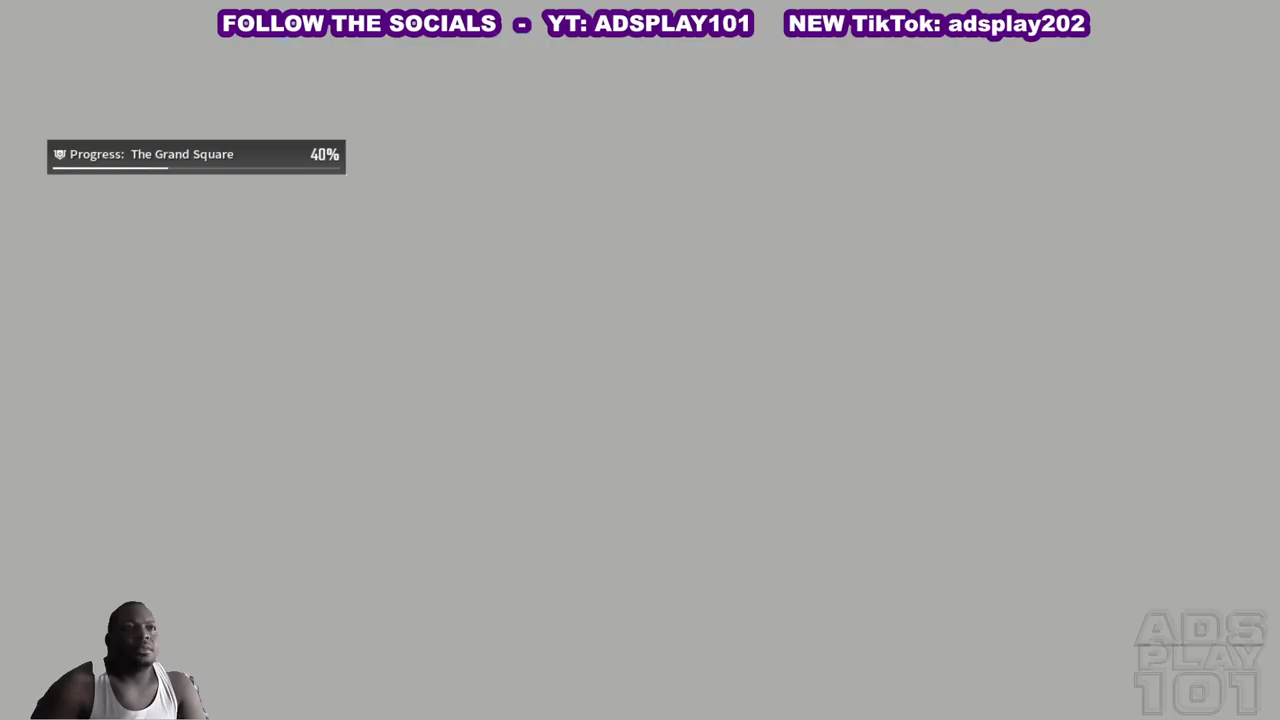 FOLLOW THE SOCIALS - YT: ADSPLAY101 NEW TikTok: adsplay202
Progress: The Grand Square 40%
ADS
PLAY
101